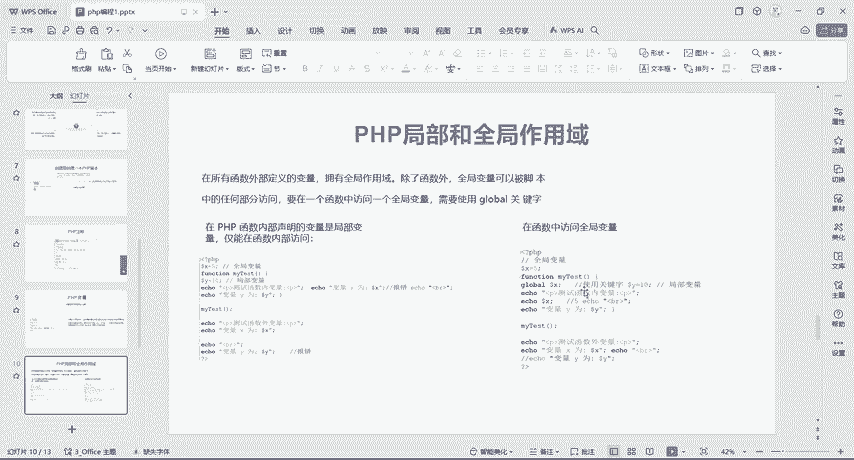 WPS Office
php编程1.pptx
文件
开始 插入 设计 切换 动画 放映 审阅 视图 工具 会员专享 WPS AI
分享
格式刷 粘贴 当页开始 新建幻灯片 版式 重置 节
形状 图片 文本框 排列 查找 选择
大纲 幻灯片
7
8
9
10
PHP局部和全局作用域
在所有函数外部定义的变量，拥有全局作用域。除了函数外，全局变量可以被脚 本
中的任何部分访问，要在一个函数中访问一个全局变量，需要使用 global 关 键字
在 PHP 函数内部声明的变量是局部变
量，仅能在函数内部访问：
<?php
$x=5; // 全局变量
function myTest() {
$y=10; // 局部变量
echo "<p>测试函数内变量:<p>"; echo "变量 x 为: $x";//报错 echo "<br>";
echo "变量 y 为: $y"; }
myTest();
echo "<p>测试函数外变量:<p>";
echo "变量 x 为: $x";
echo "<br>";
echo "变量 y 为: $y"; //报错
?>
在函数中访问全局变量
<?php
// 全局变量
$x=5;
function myTest() {
global $x; //使用关键字 $y=10; // 局部变量
echo "<p>测试函数内变量:<p>";
echo $x; //5 echo "<br>";
echo "变量 y 为: $y"; }
myTest();
echo "<p>测试函数外变量:<p>";
echo "变量 x 为: $x"; echo "<br>";
//echo "变量 y 为: $y";
?>
属性
动画
切换
素材
美化
文库
主题
帮助
设置
幻灯片 10 / 13 3_Office 主题 缺失字体 智能美化 备注 批注 42%